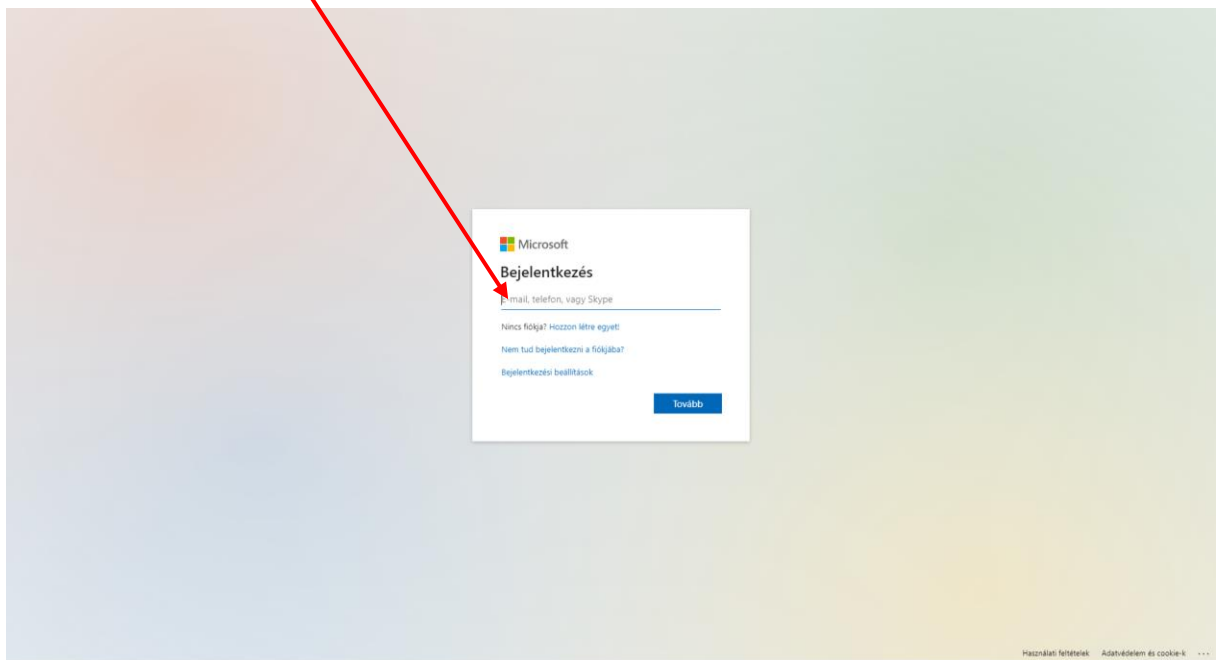 Microsoft
Bejelentkezés
E-mail, telefon, vagy Skype
Nincs fiókja? Hozzon létre egyet!
Nem tud bejelentkezni a fiókjába?
Bejelentkezési beállítások
Tovább
Használati feltételek Adatvédelem és cookie-k ...